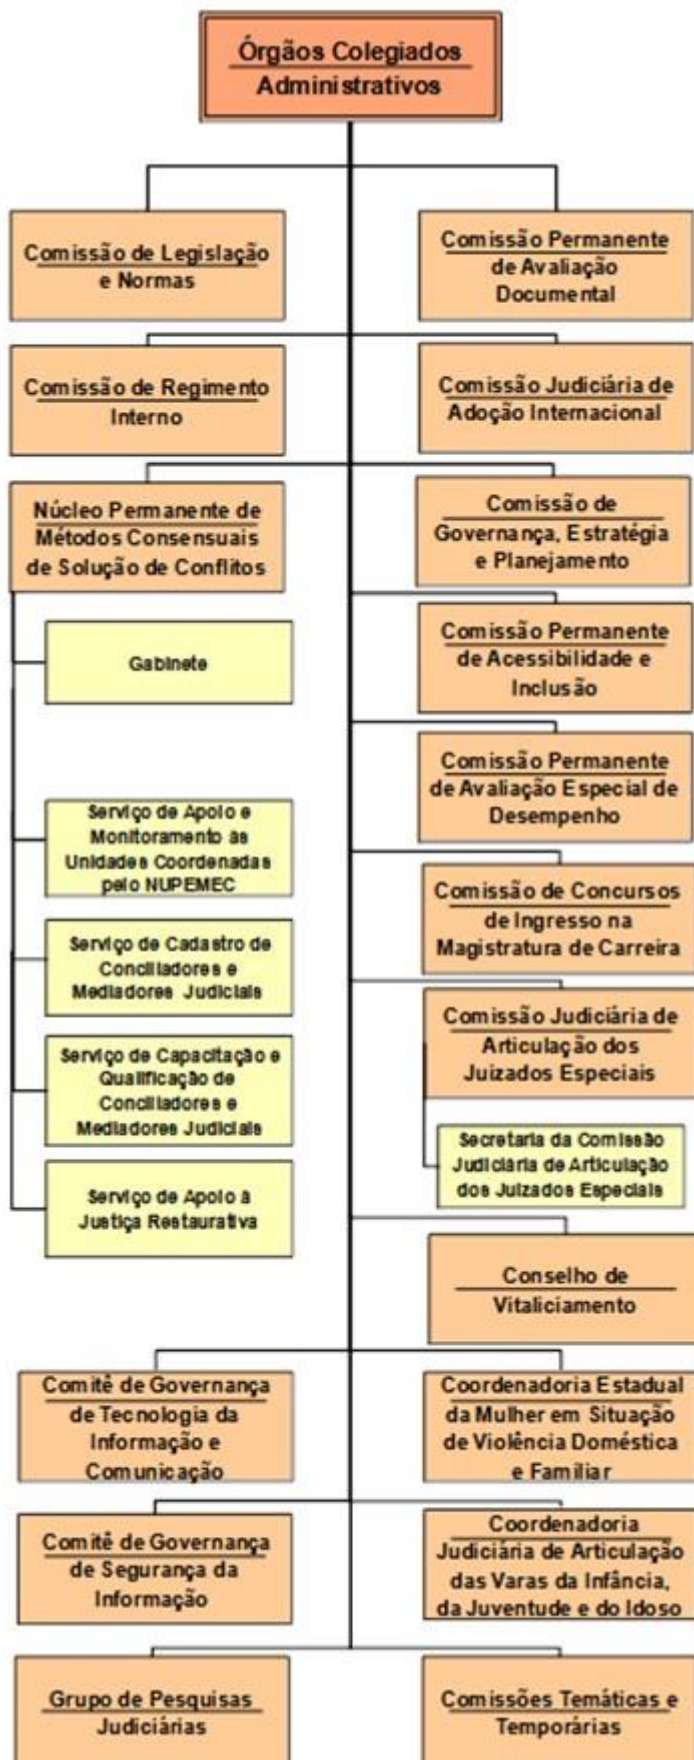 Órgãos Colegiados
Administrativos
Comissão de Legislação
e Normas
Comissão Permanente
de Avaliação
Documental
Comissão de Regimento
Interno
Comissão Judiciária de
Adoção Internacional
Núcleo Permanente de
Métodos Consensuais
de Solução de Conflitos
Comissão de
Governança, Estratégia
e Planejamento
Gabinete
Comissão Permanente
de Acessibilidade e
Inclusão
Comissão Permanente
de Avaliação Especial de
Desempenho
Serviço de Apoio e
Monitoramento às
Unidades Coordenadas
pelo NUPEMEC
Comissão de Concursos
de Ingresso na
Magistratura de Carreira
Serviço de Cadastro de
Conciliadores e
Mediadores Judiciais
Comissão Judiciária de
Articulação dos
Juizados Especiais
Serviço de Capacitação e
Qualificação de
Conciliadores e
Mediadores Judiciais
Secretaria da Comissão
Judiciária de Articulação
dos Juizados Especiais
Serviço de Apoio à
Justiça Restaurativa
Conselho de
Vitaliciamento
Comitê de Governança
de Tecnologia da
Informação e
Comunicação
Coordenadoria Estadual
da Mulher em Situação
de Violência Doméstica
e Familiar
Comitê de Governança
de Segurança da
Informação
Coordenadoria
Judiciária de Articulação
das Varas da Infância,
da Juventude e do Idoso
Grupo de Pesquisas
Judiciárias
Comissões Temáticas e
Temporárias